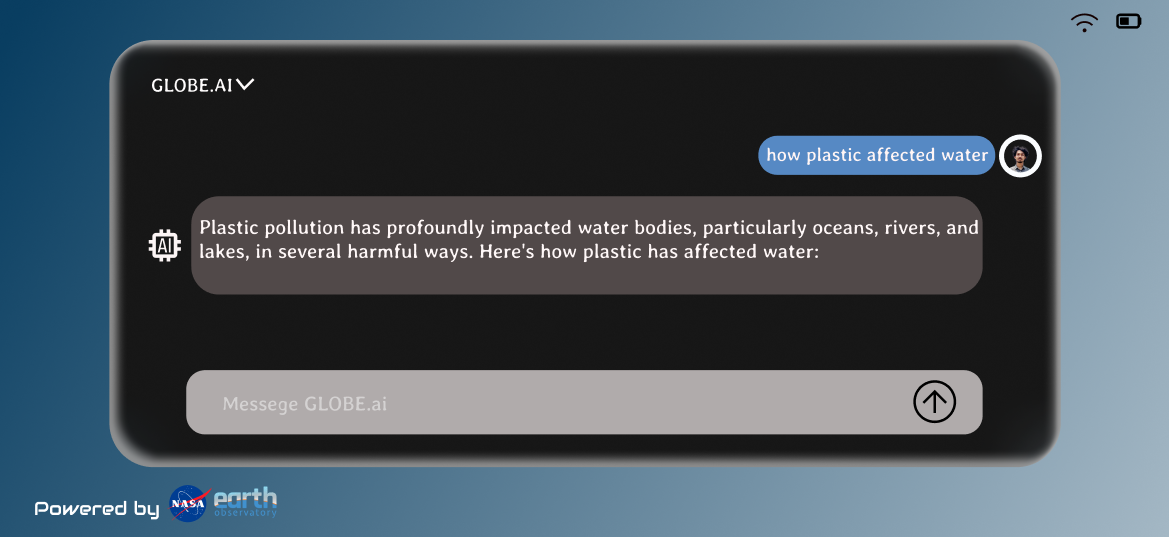 GLOBE.AI
how plastic affected water
AI
Plastic pollution has profoundly impacted water bodies, particularly oceans, rivers, and
lakes, in several harmful ways. Here's how plastic has affected water:
Messege GLOBE.ai
Powered by NASA earth
observatory